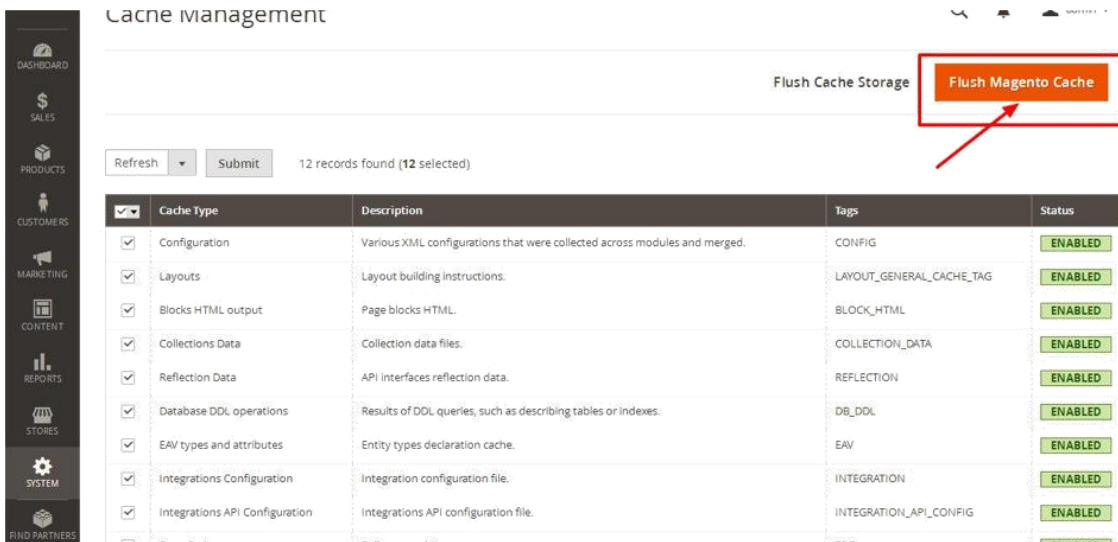 Cache Management
DASHBOARD
SALES
PRODUCTS
CUSTOMERS
MARKETING
CONTENT
REPORTS
STORES
SYSTEM
FIND PARTNERS
Flush Cache Storage
Flush Magento Cache
Refresh Submit 12 records found (12 selected)
Cache Type Description Tags Status
Configuration Various XML configurations that were collected across modules and merged. CONFIG ENABLED
Layouts Layout building instructions. LAYOUT_GENERAL_CACHE_TAG ENABLED
Blocks HTML output Page blocks HTML. BLOCK_HTML ENABLED
Collections Data Collection data files. COLLECTION_DATA ENABLED
Reflection Data API interfaces reflection data. REFLECTION ENABLED
Database DDL operations Results of DDL queries, such as describing tables or indexes. DB_DDL ENABLED
EAV types and attributes Entity types declaration cache. EAV ENABLED
Integrations Configuration Integration configuration file. INTEGRATION ENABLED
Integrations API Configuration Integrations API configuration file. INTEGRATION_API_CONFIG ENABLED